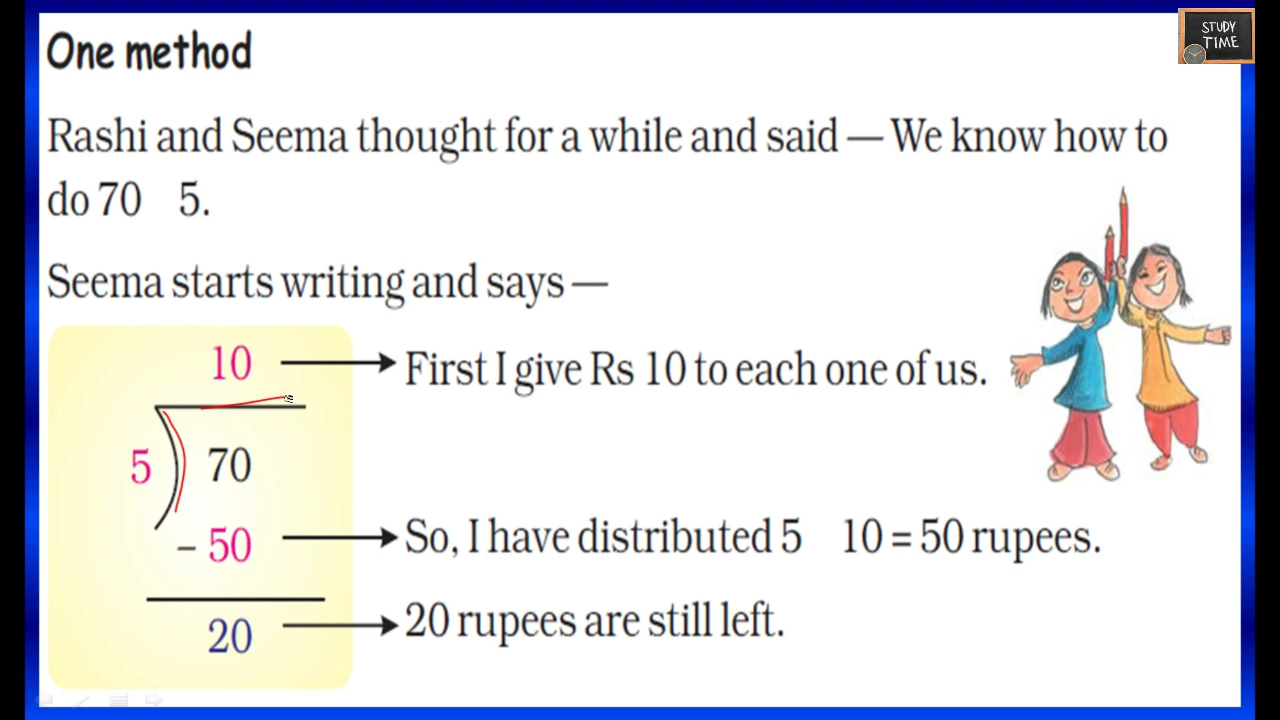 STUDY
TIME
One method
Rashi and Seema thought for a while and said — We know how to
do 70 5.
Seema starts writing and says —
10 First I give Rs 10 to each one of us.
5 70
– 50 So, I have distributed 5 10 = 50 rupees.
20 20 rupees are still left.